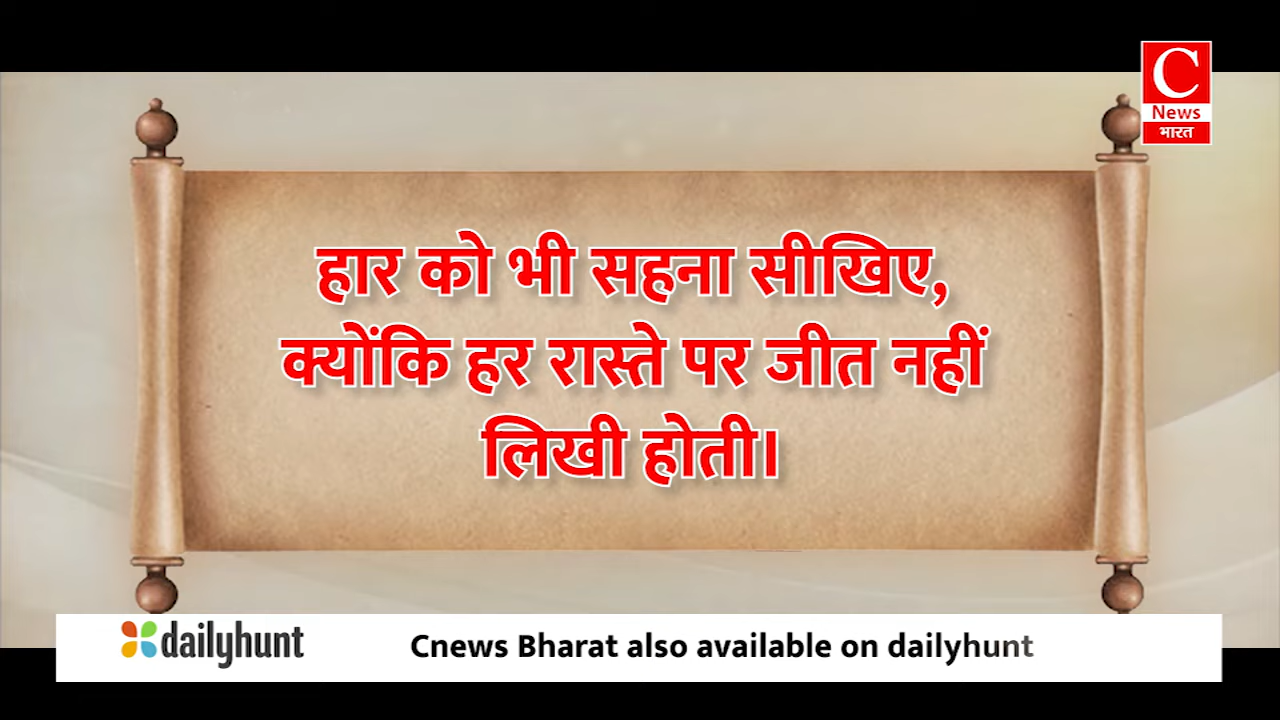 C
News
भारत
हार को भी सहना सीखिए,
क्योंकि हर रास्ते पर जीत नहीं
लिखी होती।
dailyhunt
Cnews Bharat also available on dailyhunt